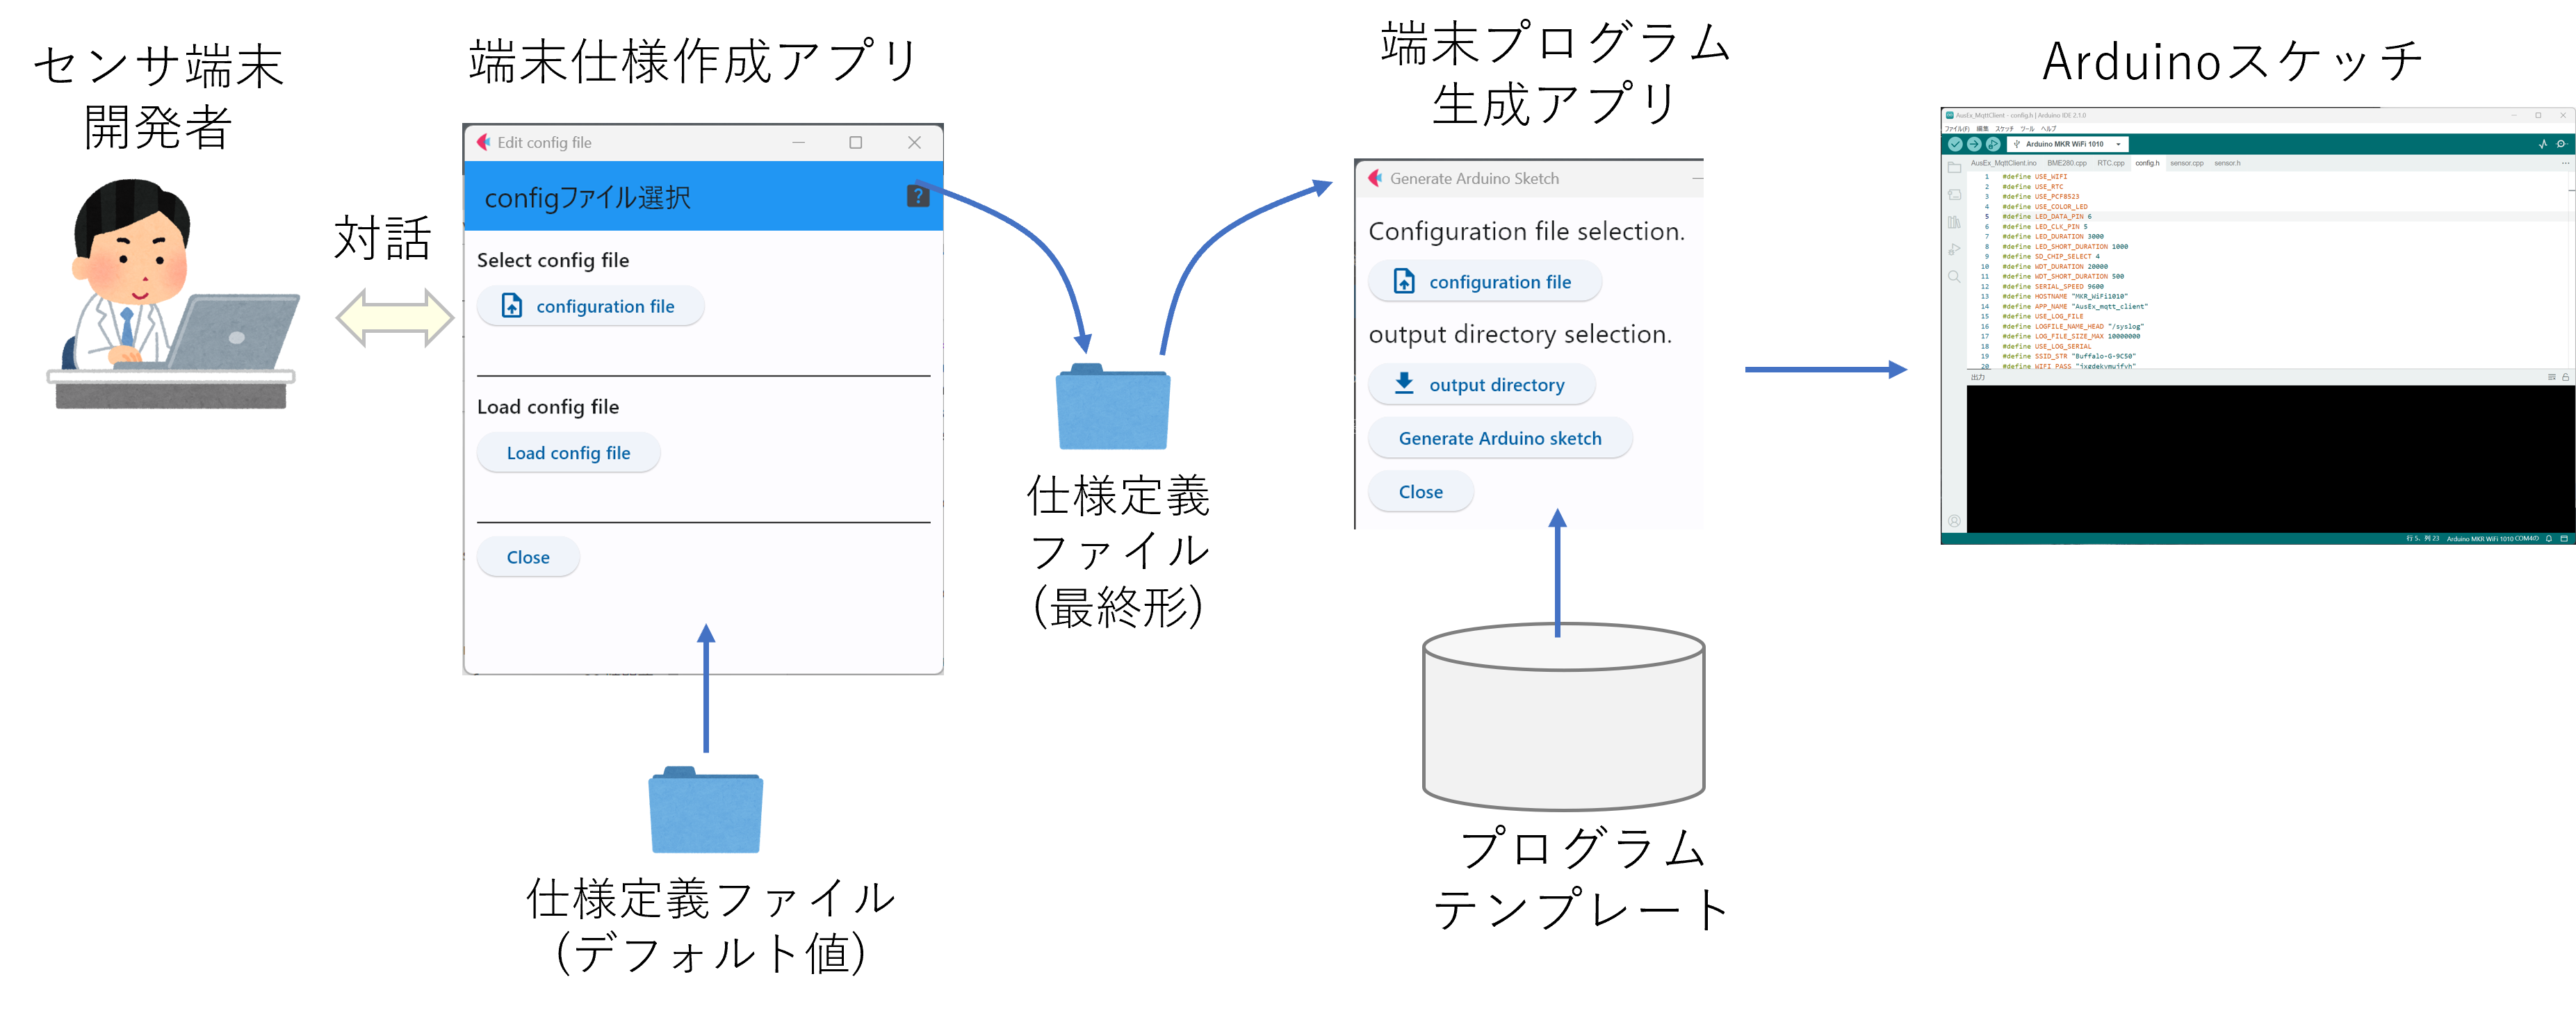 センサ端末
開発者
対話
端末仕様作成アプリ
Edit config file
configファイル選択
?
Select config file
configuration file
Load config file
Load config file
Close
仕様定義ファイル
(デフォルト値)
仕様定義
ファイル
(最終形)
端末プログラム
生成アプリ
Generate Arduino Sketch
Configuration file selection.
configuration file
output directory selection.
output directory
Generate Arduino sketch
Close
プログラム
テンプレート
Arduinoスケッチ
AusEx_MqttClient - config.h | Arduino IDE 2.1.0
ファイル(F) 編集 スケッチ ツール ヘルプ
Arduino MKR WiFi 1010
AusEx_MqttClient.ino BME280.cpp RTC.cpp config.h sensor.cpp sensor.h
1 #define USE_WIFI
2 #define USE_RTC
3 #define USE_PCF8523
4 #define USE_COLOR_LED
5 #define LED_DATA_PIN 6
6 #define LED_CLK_PIN 5
7 #define LED_DURATION 3000
8 #define LED_SHORT_DURATION 1000
9 #define SD_CHIP_SELECT 4
10 #define WDT_DURATION 20000
11 #define WDT_SHORT_DURATION 500
12 #define SERIAL_SPEED 9600
13 #define HOSTNAME "MKR_WiFi1010"
14 #define APP_NAME "AusEx_mqtt_client"
15 #define USE_LOG_FILE
16 #define LOGFILE_NAME_HEAD "/syslog"
17 #define LOG_FILE_SIZE_MAX 10000000
18 #define USE_LOG_SERIAL
19 #define SSID_STR "Buffalo-G-9C50"
20 #define WIFI_PASS
出力
行 5、列 23 Arduino MKR WiFi 1010 COM4の